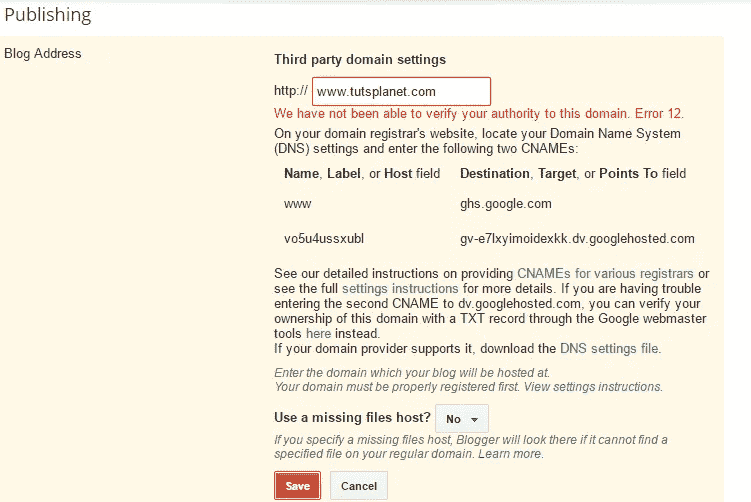 Publishing
Blog Address
Third party domain settings
http:// www.tutsplanet.com
We have not been able to verify your authority to this domain. Error 12.
On your domain registrar's website, locate your Domain Name System
(DNS) settings and enter the following two CNAMEs:
Name, Label, or Host field Destination, Target, or Points To field
www ghs.google.com
vo5u4ussxubl gv-e7lxyimoidexkk.dv.googlehosted.com
See our detailed instructions on providing CNAMEs for various registrars or
see the full settings instructions for more details. If you are having trouble
entering the second CNAME to dv.googlehosted.com, you can verify your
ownership of this domain with a TXT record through the Google webmaster
tools here instead.
If your domain provider supports it, download the DNS settings file.
Enter the domain which your blog will be hosted at.
Your domain must be properly registered first. View settings instructions.
Use a missing files host? No
If you specify a missing files host, Blogger will look there if it cannot find a
specified file on your regular domain. Learn more.
Save Cancel